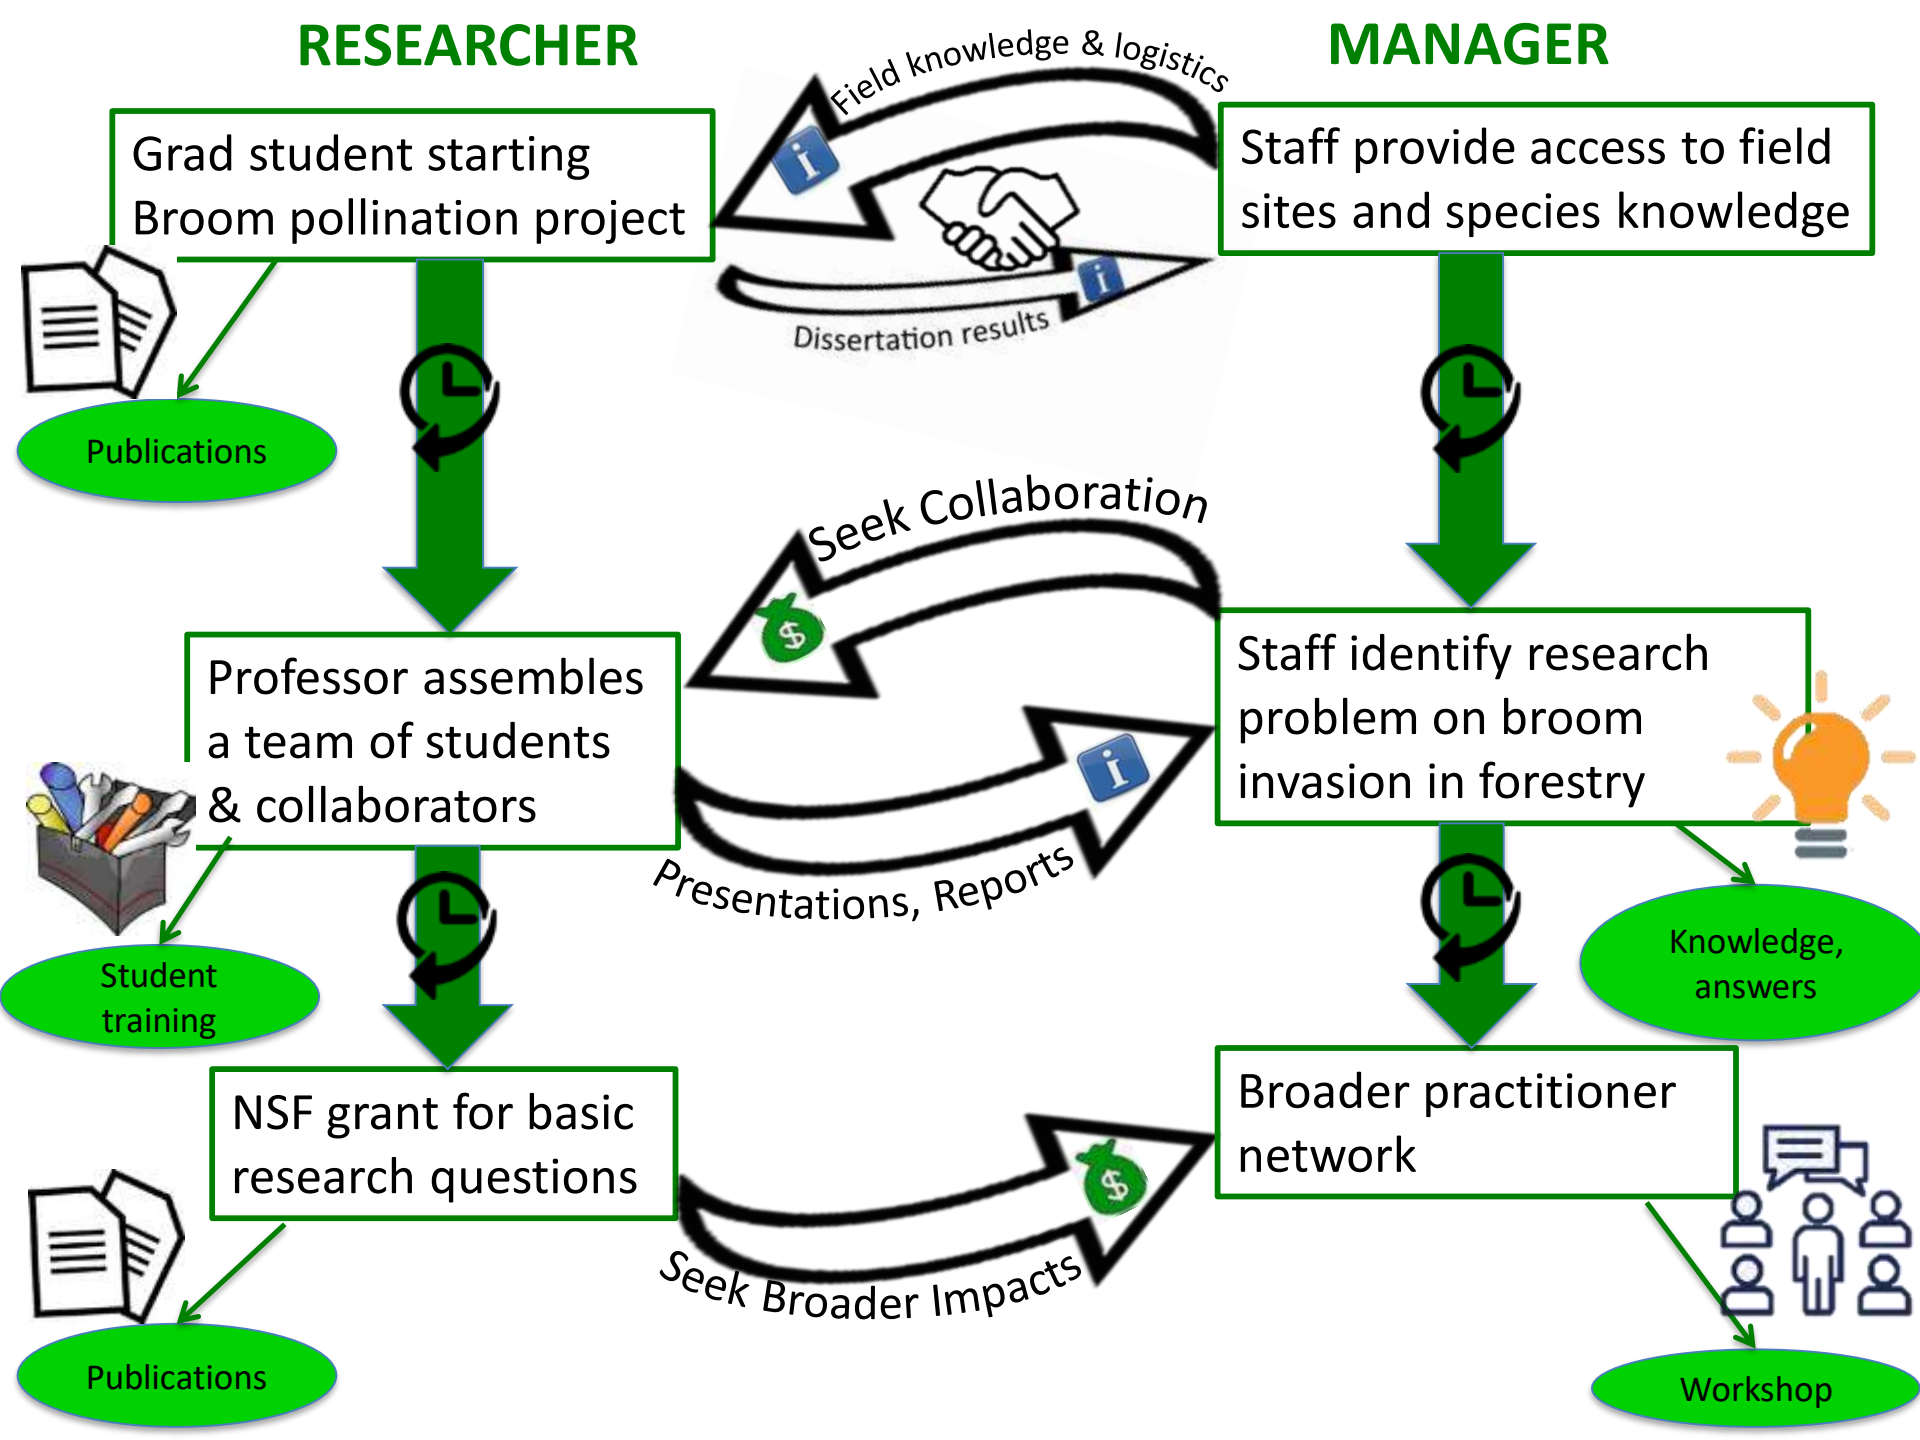 RESEARCHER
MANAGER
Field knowledge & logistics
Grad student starting
Broom pollination project
Staff provide access to field
sites and species knowledge
i
i
Dissertation results
Publications
Seek Collaboration
$
Professor assembles
a team of students
& collaborators
Staff identify research
problem on broom
invasion in forestry
i
Presentations, Reports
Student
training
Knowledge,
answers
NSF grant for basic
research questions
Broader practitioner
network
$
Seek Broader Impacts
Publications
Workshop